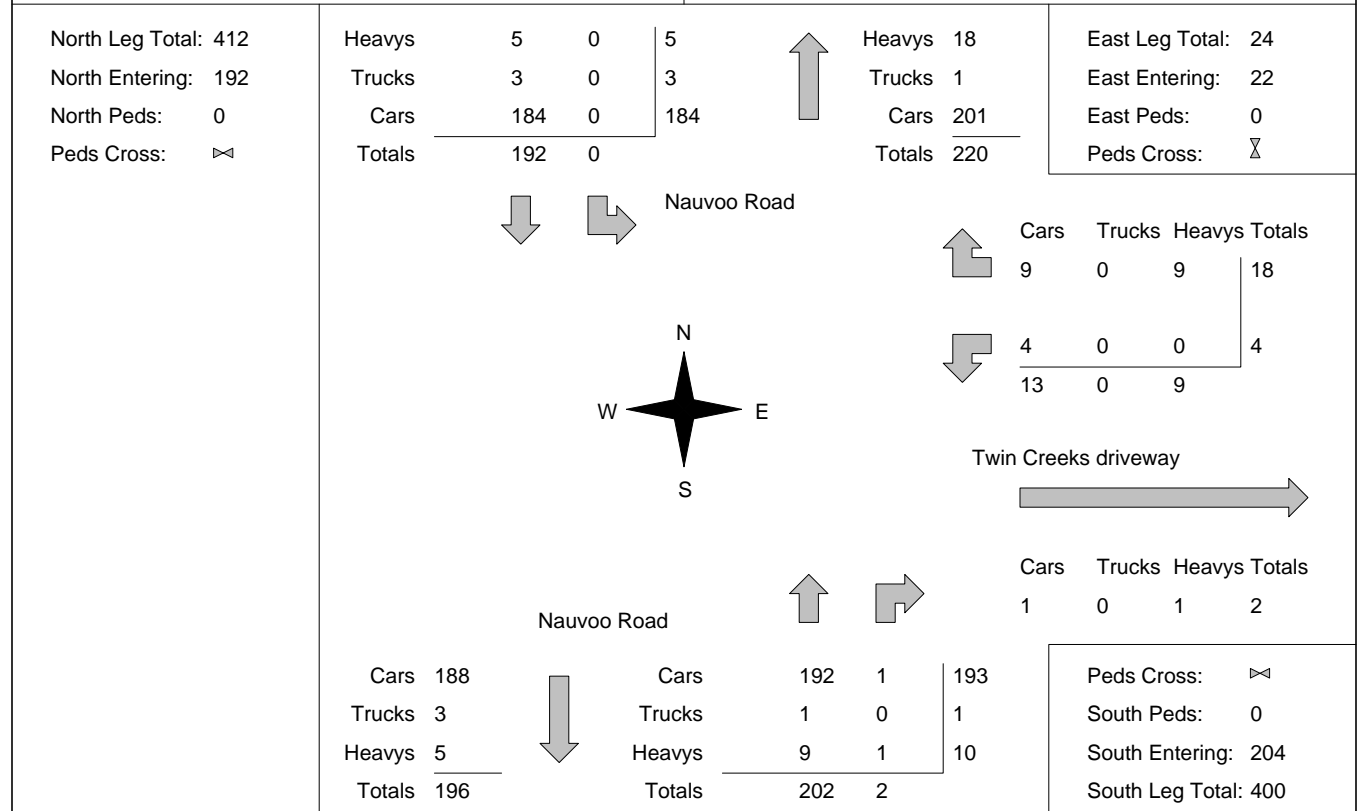 North Leg Total: 412
North Entering: 192
North Peds: 0
Peds Cross:
Heavys 5 0 5
Trucks 3 0 3
Cars 184 0 184
Totals 192 0
Heavys 18
Trucks 1
Cars 201
Totals 220
East Leg Total: 24
East Entering: 22
East Peds: 0
Peds Cross:
Nauvoo Road
Cars Trucks Heavys Totals
9 0 9 18
4 0 0 4
13 0 9
N
W E
S
Twin Creeks driveway
Cars Trucks Heavys Totals
1 0 1 2
Nauvoo Road
Cars 188
Trucks 3
Heavys 5
Totals 196
Cars 192 1 193
Trucks 1 0 1
Heavys 9 1 10
Totals 202 2
Peds Cross:
South Peds: 0
South Entering: 204
South Leg Total: 400